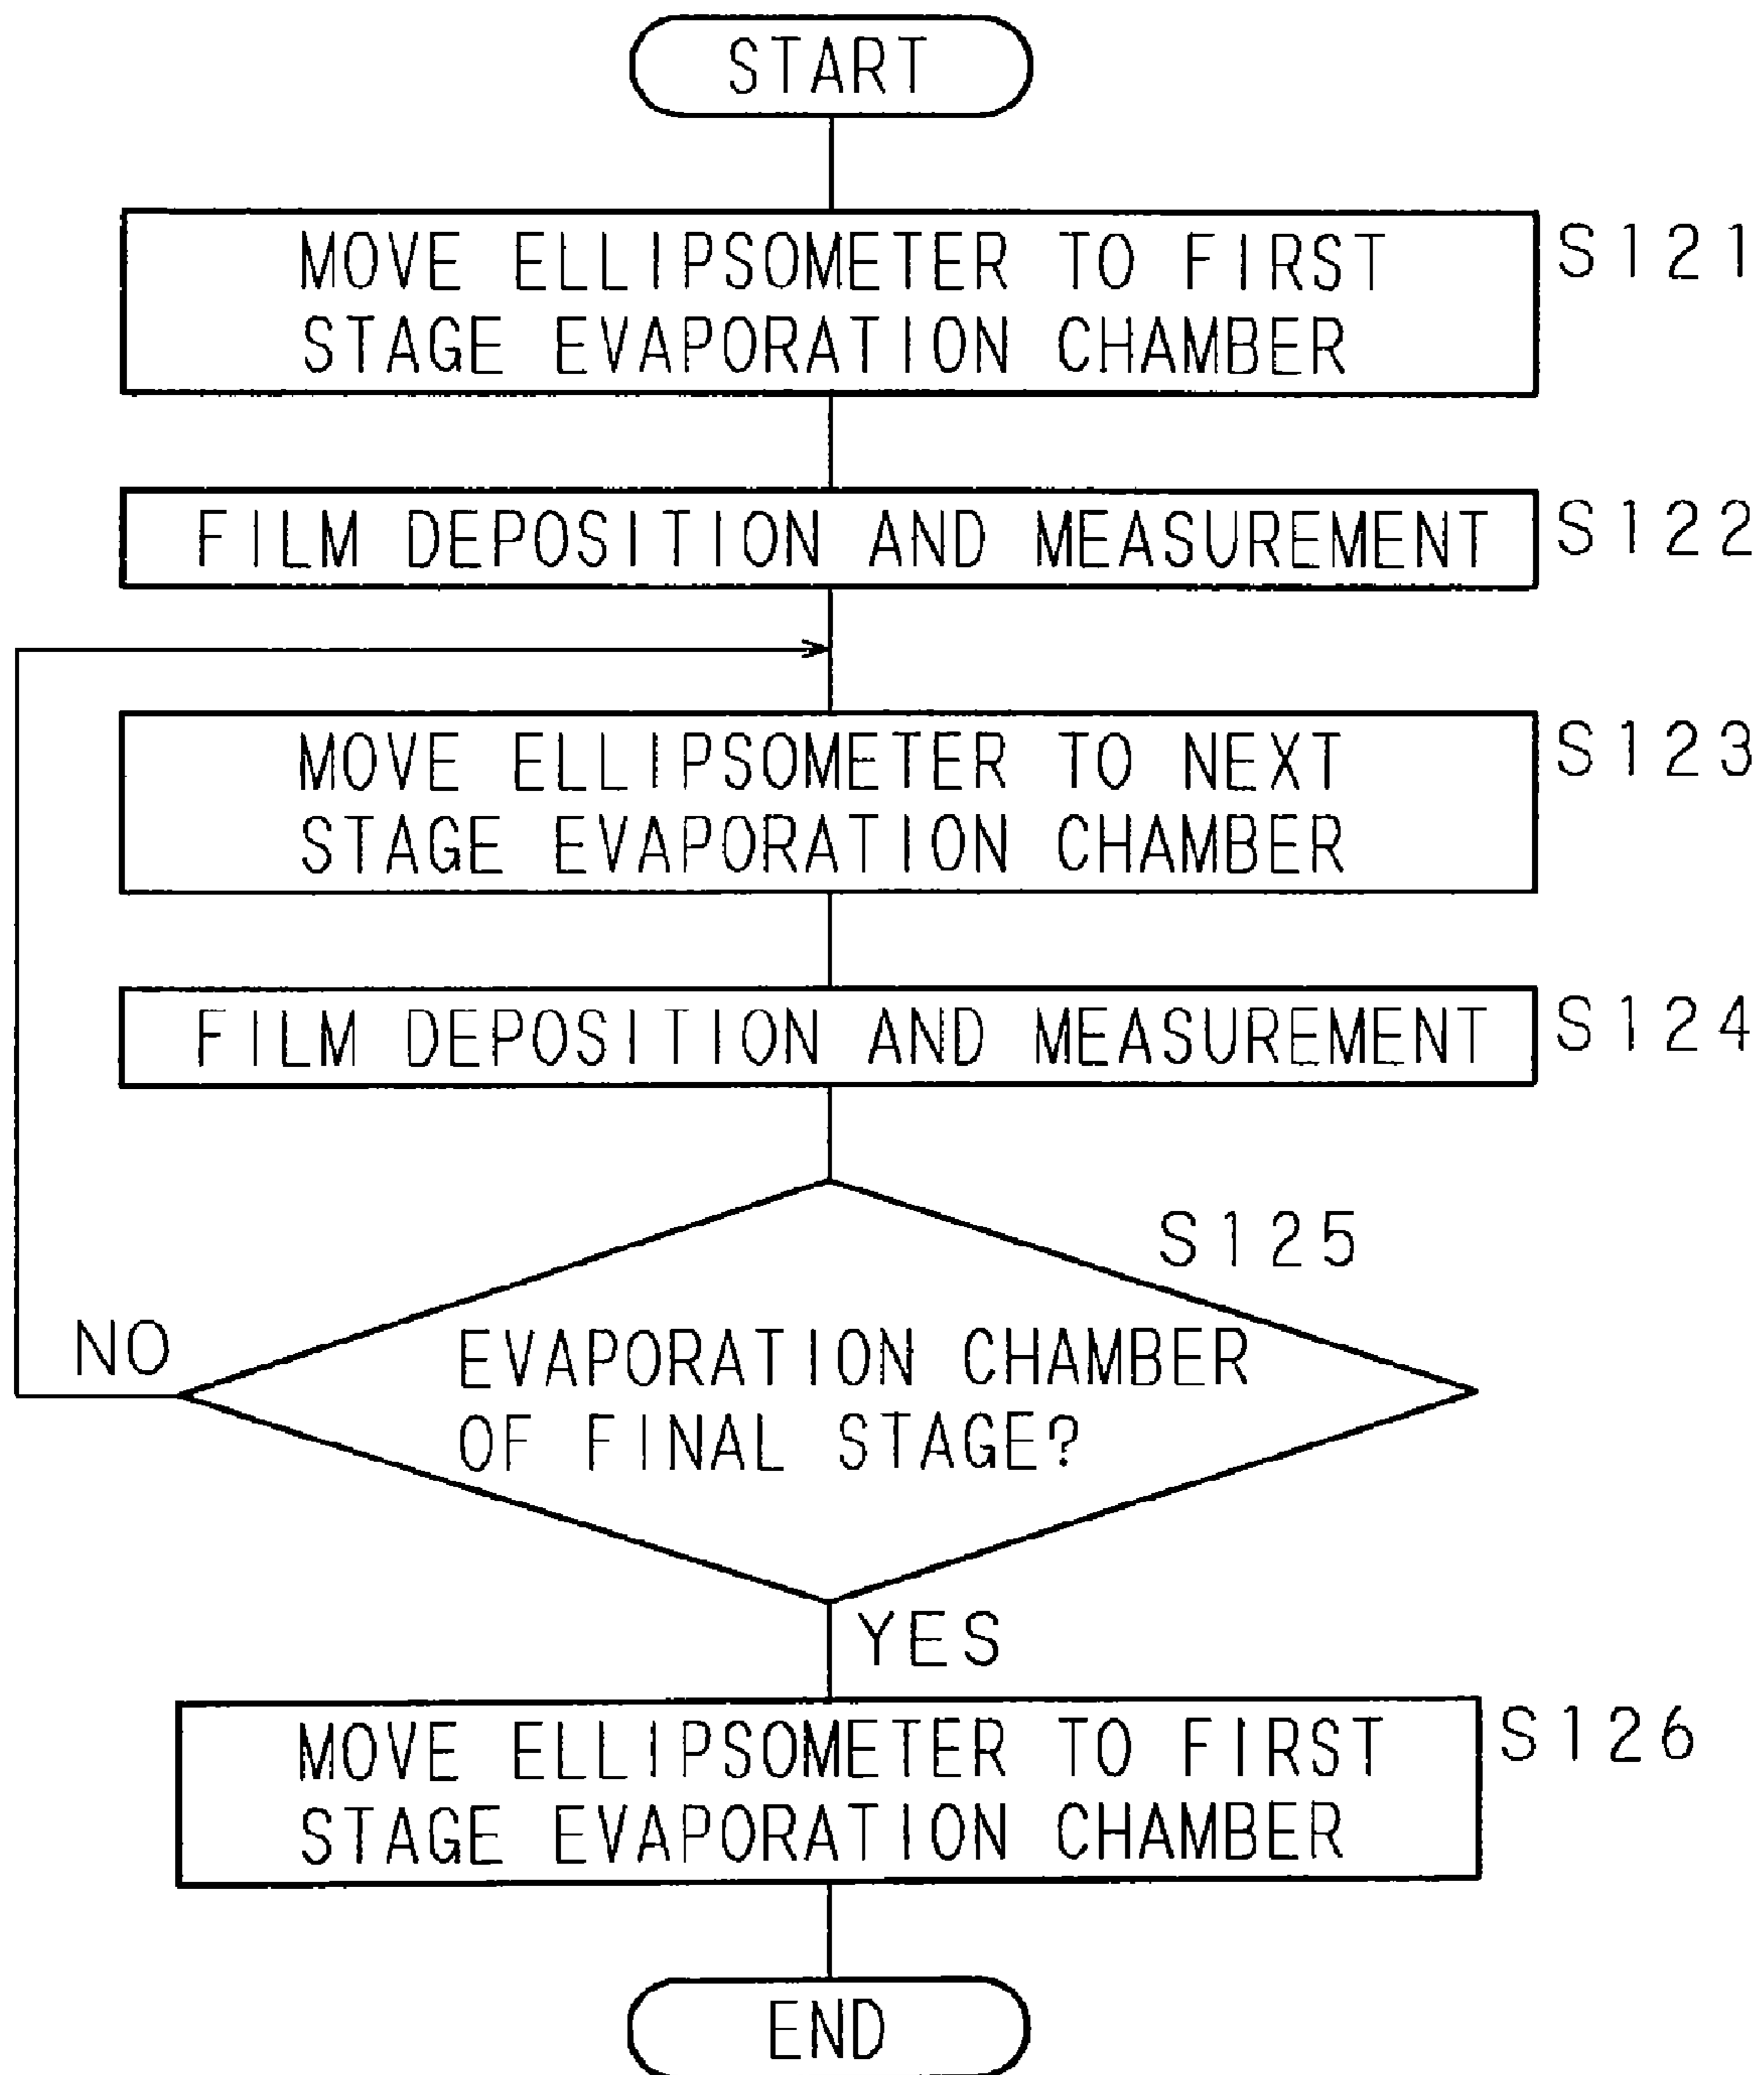 START
MOVE ELLIPSOMETER TO FIRST
STAGE EVAPORATION CHAMBER
S121
FILM DEPOSITION AND MEASUREMENT
S122
MOVE ELLIPSOMETER TO NEXT
STAGE EVAPORATION CHAMBER
S123
FILM DEPOSITION AND MEASUREMENT
S124
S125
EVAPORATION CHAMBER
OF FINAL STAGE?
NO
YES
MOVE ELLIPSOMETER TO FIRST
STAGE EVAPORATION CHAMBER
S126
END